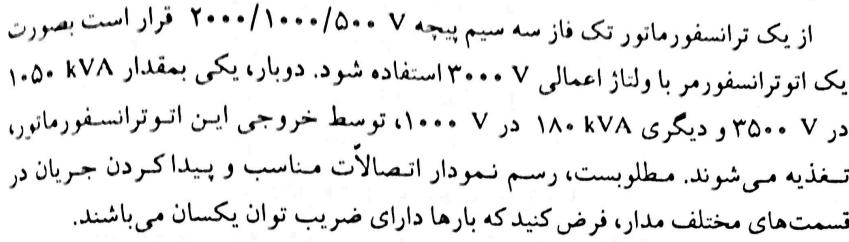 از یک ترانسفورماتور تک فاز سه سیم پیچه ۲۰۰۰/۱۰۰۰/۵۰۰ V قرار است بصورت
یک اتوترانسفورمر با ولتاژ اعمالی ۳۰۰۰ V استفاده شود. دوبار، یکی بمقدار ۱۰۵۰ kVA
در ۳۵۰۰ V و دیگری ۱۸۰ kVA در ۱۰۰۰ V، توسط خروجی این اتوترانسفورماتور،
تغذیه می‌شوند. مطلوبست، رسم نمودار اتصالاًت مناسب و پیدا کردن جریان در
قسمت‌های مختلف مدار، فرض کنید که بارها دارای ضریب توان یکسان می‌باشند.